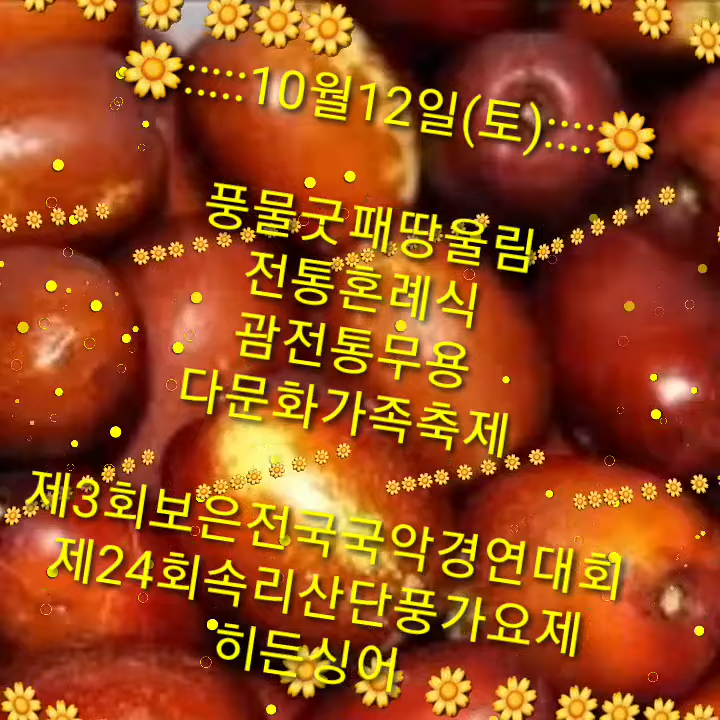 :::::10월12일(토):::::
풍물굿패땅울림
전통혼례식
괌전통무용
다문화가족축제
제3회보은전국국악경연대회
제24회속리산단풍가요제
히든싱어